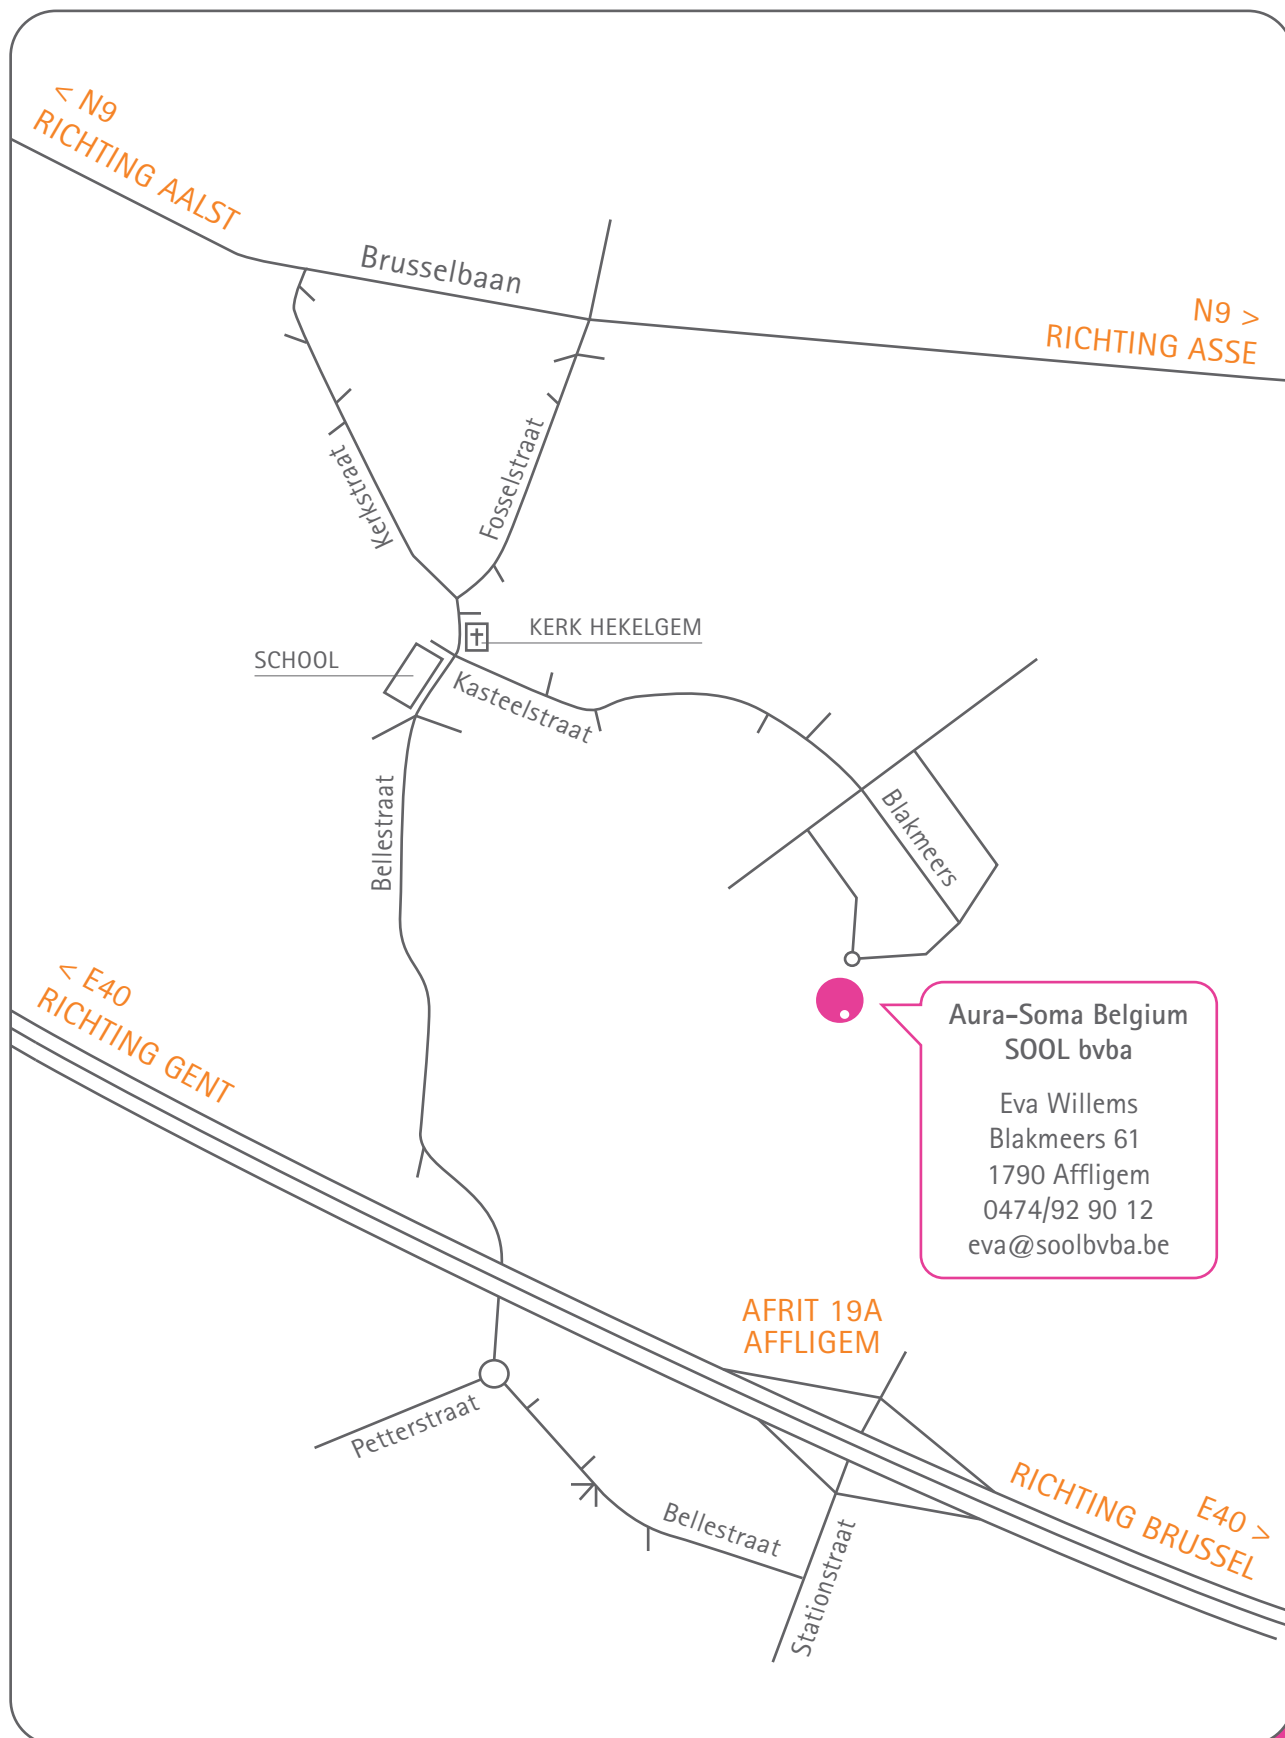 < N9
RICHTING AALST
Brusselbaan
N9 >
RICHTING ASSE
Kerkstraat
Fosselstraat
KERK HEKELGEM
SCHOOL
Kasteelstraat
Bellestraat
Blakmeers
< E40
RICHTING GENT
Aura-Soma Belgium
SOOL bvba
Eva Willems
Blakmeers 61
1790 Affligem
0474/92 90 12
eva@soolbvba.be
AFRIT 19A
AFFLIGEM
Petterstraat
Bellestraat
Stationstraat
E40 >
RICHTING BRUSSEL